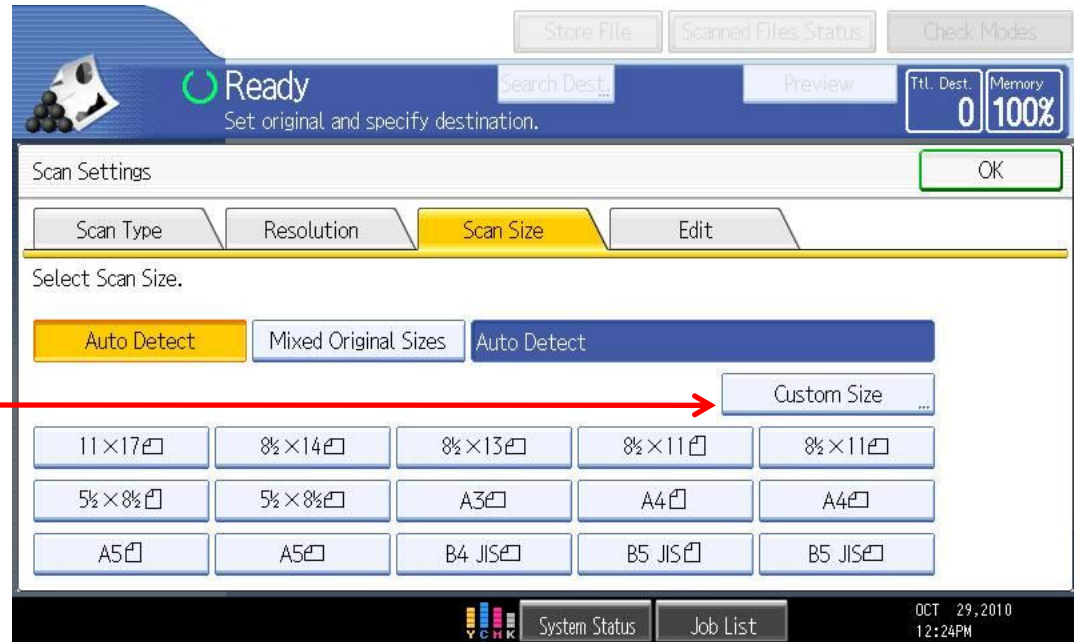 Store File Scanned Files Status Check Modes
Ready Search Dest. Preview Ttl. Dest. Memory
Set original and specify destination. 0 100%
Scan Settings OK
Scan Type Resolution Scan Size Edit
Select Scan Size.
Auto Detect Mixed Original Sizes Auto Detect
Custom Size ...
11×17 8½×14 8½×13 8½×11 8½×11
5½×8½ 5½×8½ A3 A4 A4
A5 A5 B4 JIS B5 JIS B5 JIS
Y C M K System Status Job List OCT 29,2010
12:24PM